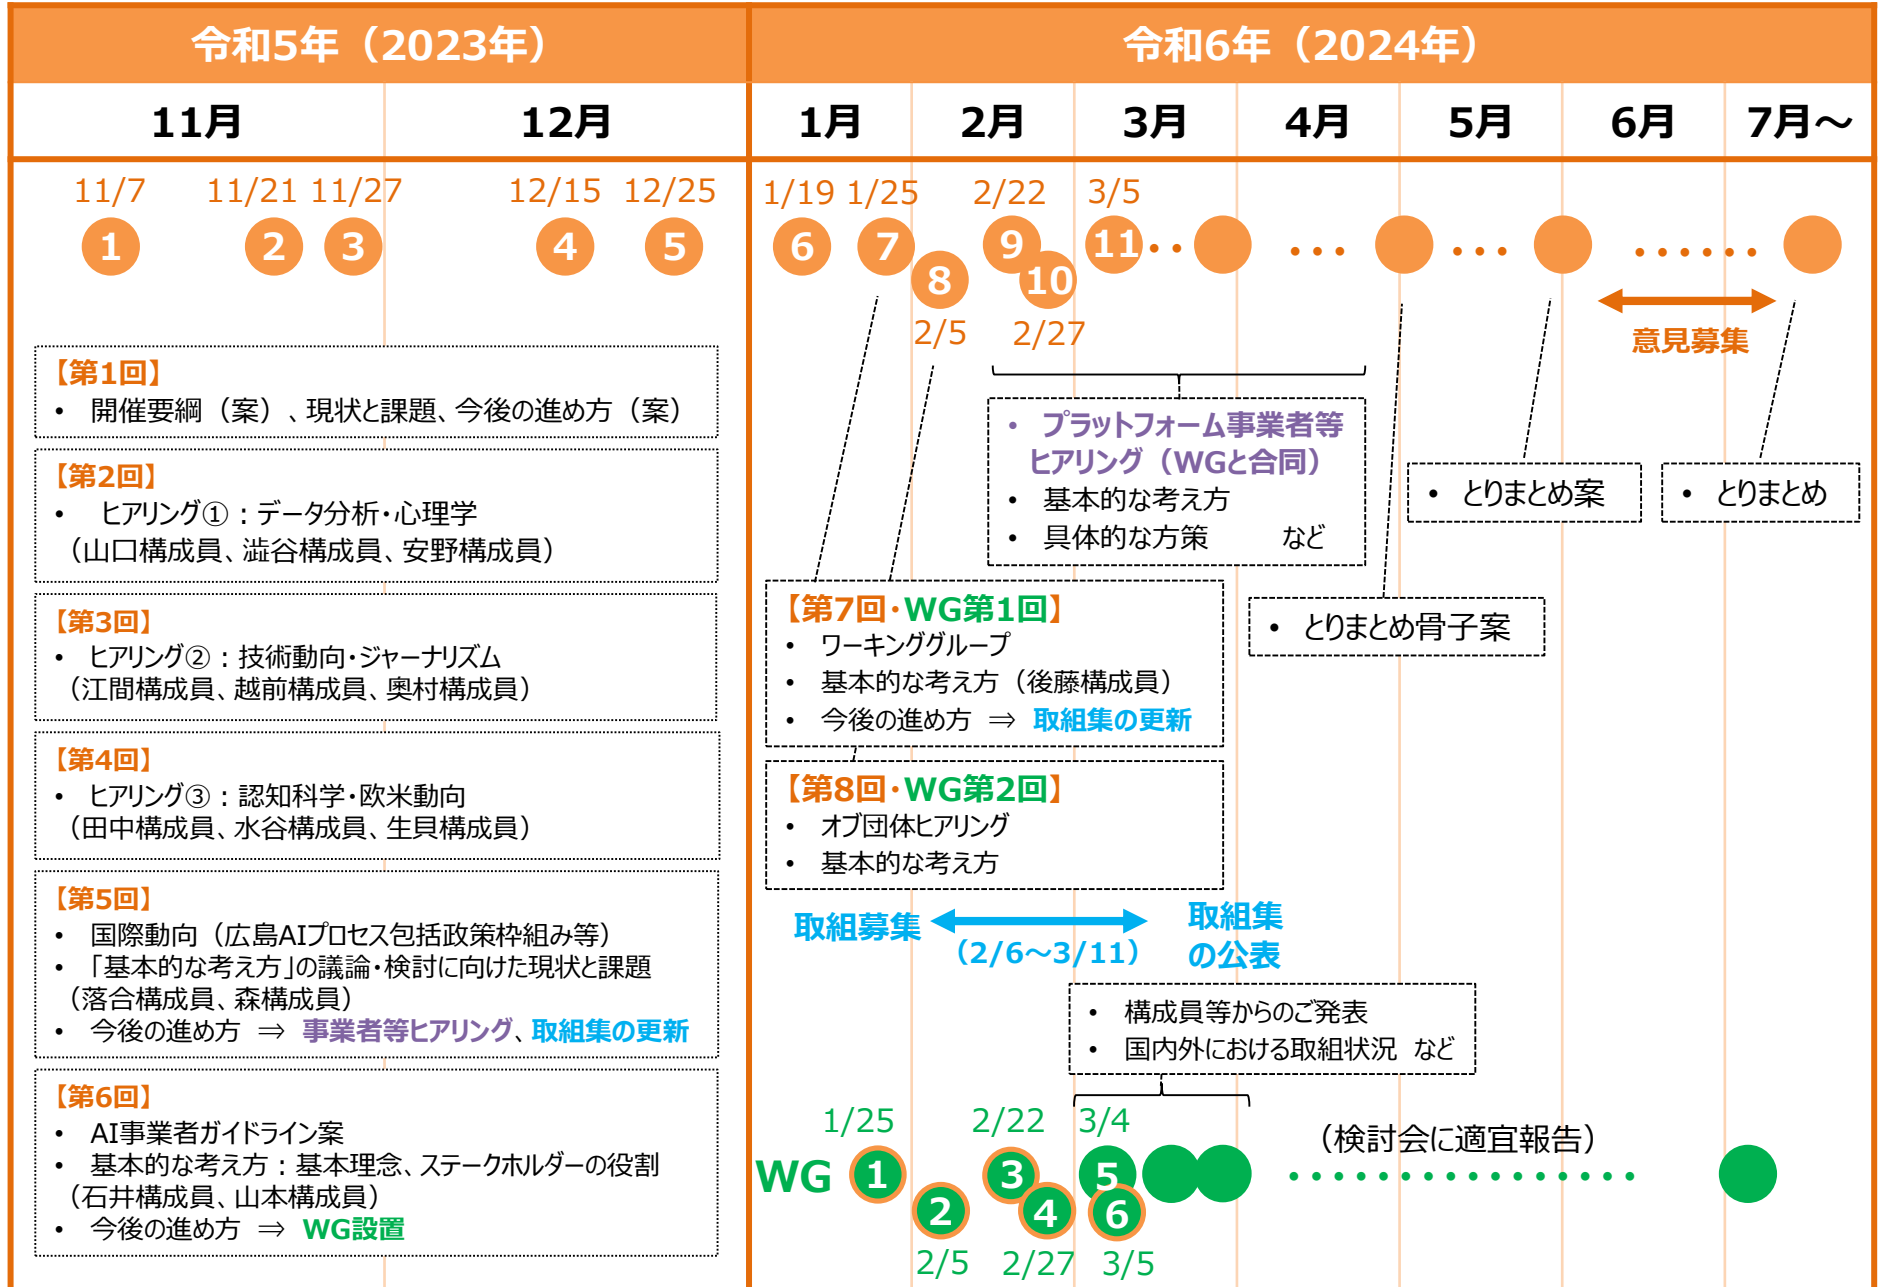 令和5年（2023年）
令和6年（2024年）
11月
12月
1月
2月
3月
4月
5月
6月
7月～
11/7
11/21
11/27
12/15
12/25
1/19
1/25
2/22
3/5
1
2
3
4
5
6
7
8
9
10
11
2/5
2/27
意見募集
【第1回】
• 開催要綱（案）、現状と課題、今後の進め方（案）
【第2回】
• ヒアリング①：データ分析・心理学
（山口構成員、澁谷構成員、安野構成員）
【第3回】
• ヒアリング②：技術動向・ジャーナリズム
（江間構成員、越前構成員、奥村構成員）
【第4回】
• ヒアリング③：認知科学・欧米動向
（田中構成員、水谷構成員、生貝構成員）
【第5回】
• 国際動向（広島AIプロセス包括政策枠組み等）
• 「基本的な考え方」の議論・検討に向けた現状と課題
（落合構成員、森構成員）
• 今後の進め方 ⇒ 事業者等ヒアリング、取組集の更新
【第6回】
• AI事業者ガイドライン案
• 基本的な考え方：基本理念、ステークホルダーの役割
（石井構成員、山本構成員）
• 今後の進め方 ⇒ WG設置
• プラットフォーム事業者等
ヒアリング（WGと合同）
• 基本的な考え方
• 具体的な方策 など
• とりまとめ案
• とりまとめ
• とりまとめ骨子案
【第7回・WG第1回】
• ワーキンググループ
• 基本的な考え方（後藤構成員）
• 今後の進め方 ⇒ 取組集の更新
【第8回・WG第2回】
• オブ団体ヒアリング
• 基本的な考え方
取組募集
（2/6～3/11）
取組集
の公表
• 構成員等からのご発表
• 国内外における取組状況 など
1/25
2/22
3/4
（検討会に適宜報告）
WG
1
2
3
4
5
6
2/5
2/27
3/5